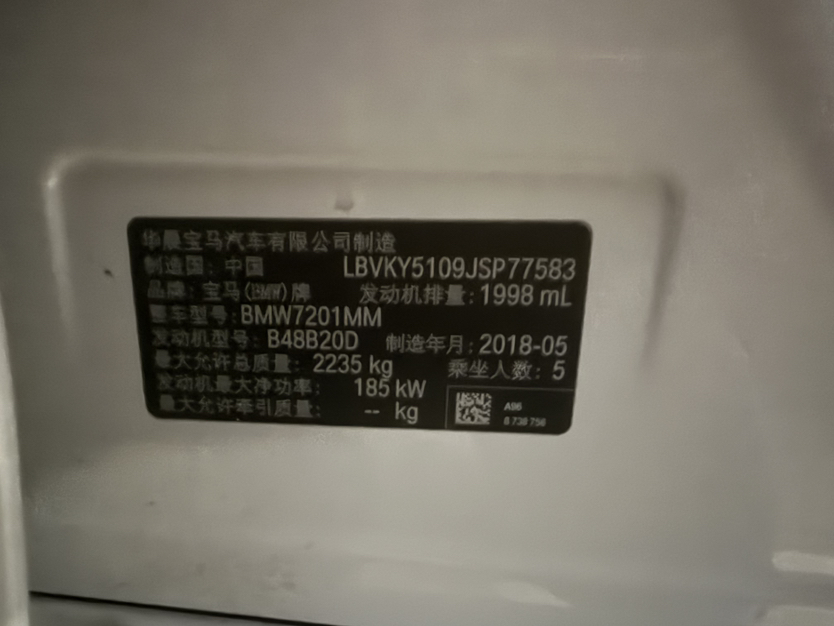 华晨宝马汽车有限公司制造
制造国：中国 LBVKY5109JSP77583
品牌：宝马(BMW)牌 发动机排量：1998 mL
整车型号：BMW7201MM
发动机型号：B48B20D 制造年月：2018-05
最大允许总质量：2235 kg 乘坐人数：5
发动机最大净功率：185 kW
最大允许牵引质量：-- kg
A96
8 738 756